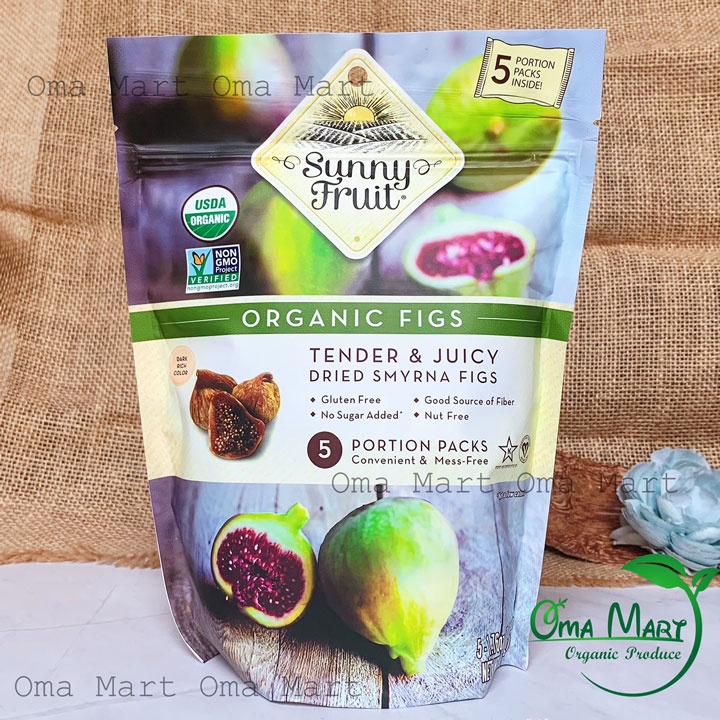 Oma Mart Oma Mart
5 PORTION
PACKS
INSIDE!
Sunny
Fruit®
USDA
ORGANIC
NON
GMO
Project
VERIFIED
nongmoproject.org
ORGANIC FIGS
DARK
RICH
COLOR
TENDER & JUICY
DRIED SMYRNA FIGS
Gluten Free
Good Source of Fiber
No Sugar Added*
Nut Free
5 PORTION PACKS
Convenient & Mess-Free
Oma Mart Oma Mart
Oma Mart
Organic Produce
Oma Mart Oma Mart